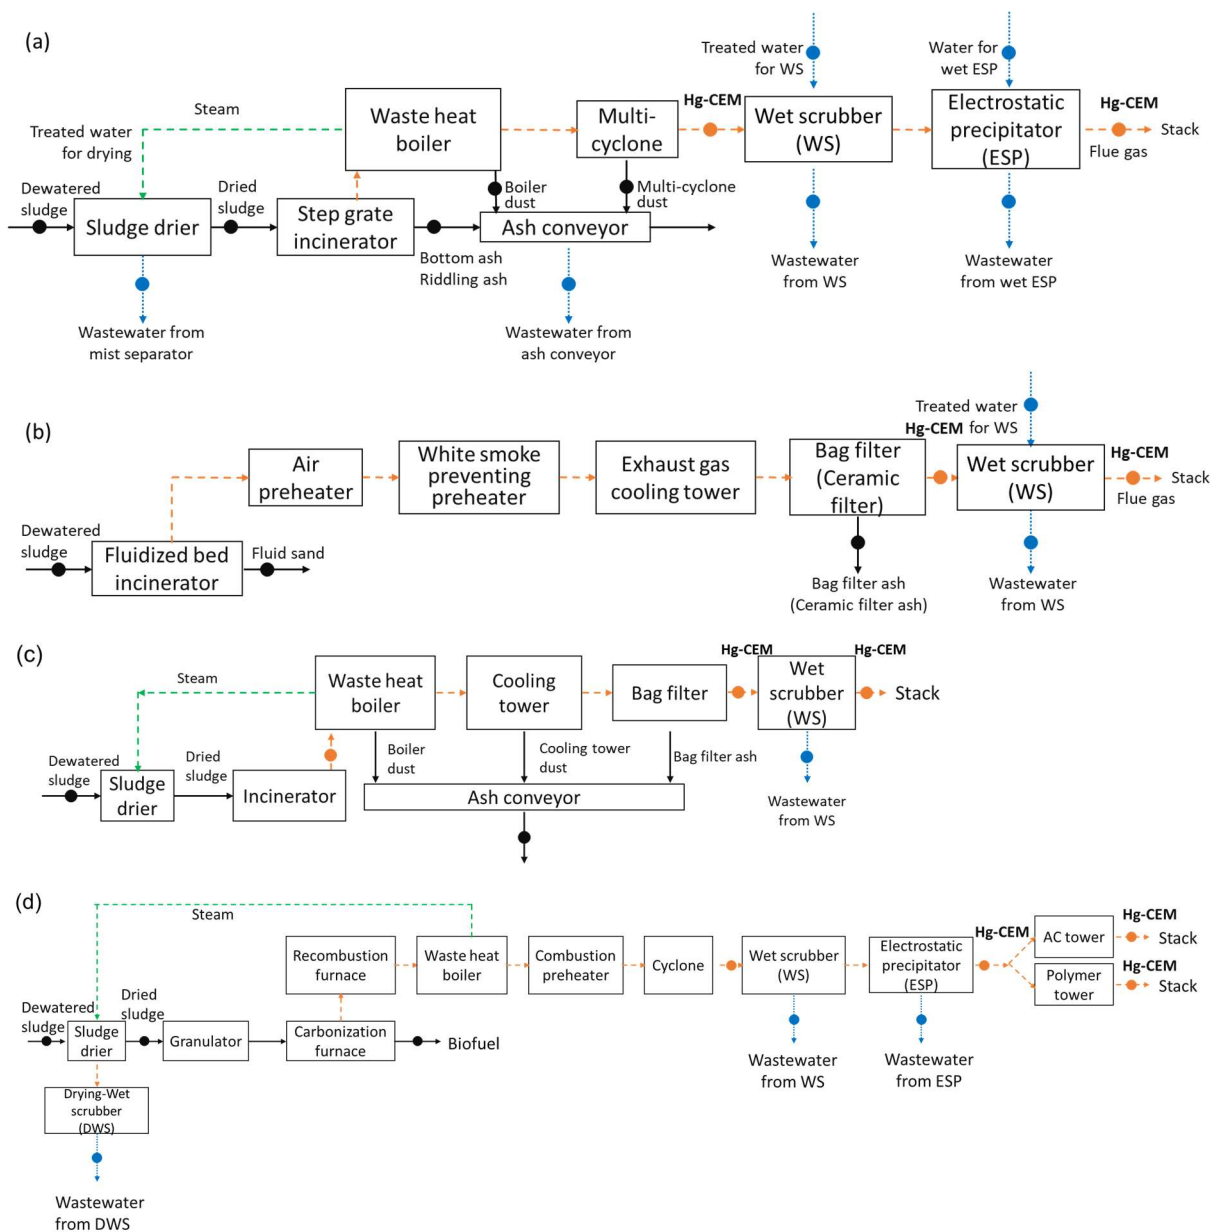 (a)
Treated water
for WS
Water for
wet ESP
Hg-CEM
Hg-CEM
Steam
Waste heat
boiler
Multi-
cyclone
Wet scrubber
(WS)
Electrostatic
precipitator
(ESP)
Stack
Flue gas
Treated water
for drying
Dewatered
sludge
Dried
sludge
Boiler
dust
Multi-cyclone
dust
Sludge drier
Step grate
incinerator
Ash conveyor
Bottom ash
Riddling ash
Wastewater
from WS
Wastewater
from wet ESP
Wastewater from
mist separator
Wastewater from
ash conveyor
(b)
Treated water
for WS
Hg-CEM
Hg-CEM
Air
preheater
White smoke
preventing
preheater
Exhaust gas
cooling tower
Bag filter
(Ceramic
filter)
Wet scrubber
(WS)
Stack
Flue gas
Dewatered
sludge
Fluidized bed
incinerator
Fluid sand
Bag filter ash
(Ceramic filter ash)
Wastewater
from WS
(c)
Hg-CEM
Hg-CEM
Steam
Waste heat
boiler
Cooling
tower
Bag filter
Wet
scrubber
(WS)
Stack
Dewatered
sludge
Dried
sludge
Boiler
dust
Cooling tower
dust
Bag filter ash
Sludge
drier
Incinerator
Ash conveyor
Wastewater
from WS
(d)
Steam
Hg-CEM
Hg-CEM
Recombustion
furnace
Waste heat
boiler
Combustion
preheater
Cyclone
Wet scrubber
(WS)
Electrostatic
precipitator
(ESP)
AC tower
Stack
Hg-CEM
Polymer
tower
Stack
Dewatered
sludge
Dried
sludge
Sludge
drier
Granulator
Carbonization
furnace
Biofuel
Wastewater
from WS
Wastewater
from ESP
Drying-Wet
scrubber
(DWS)
Wastewater
from DWS